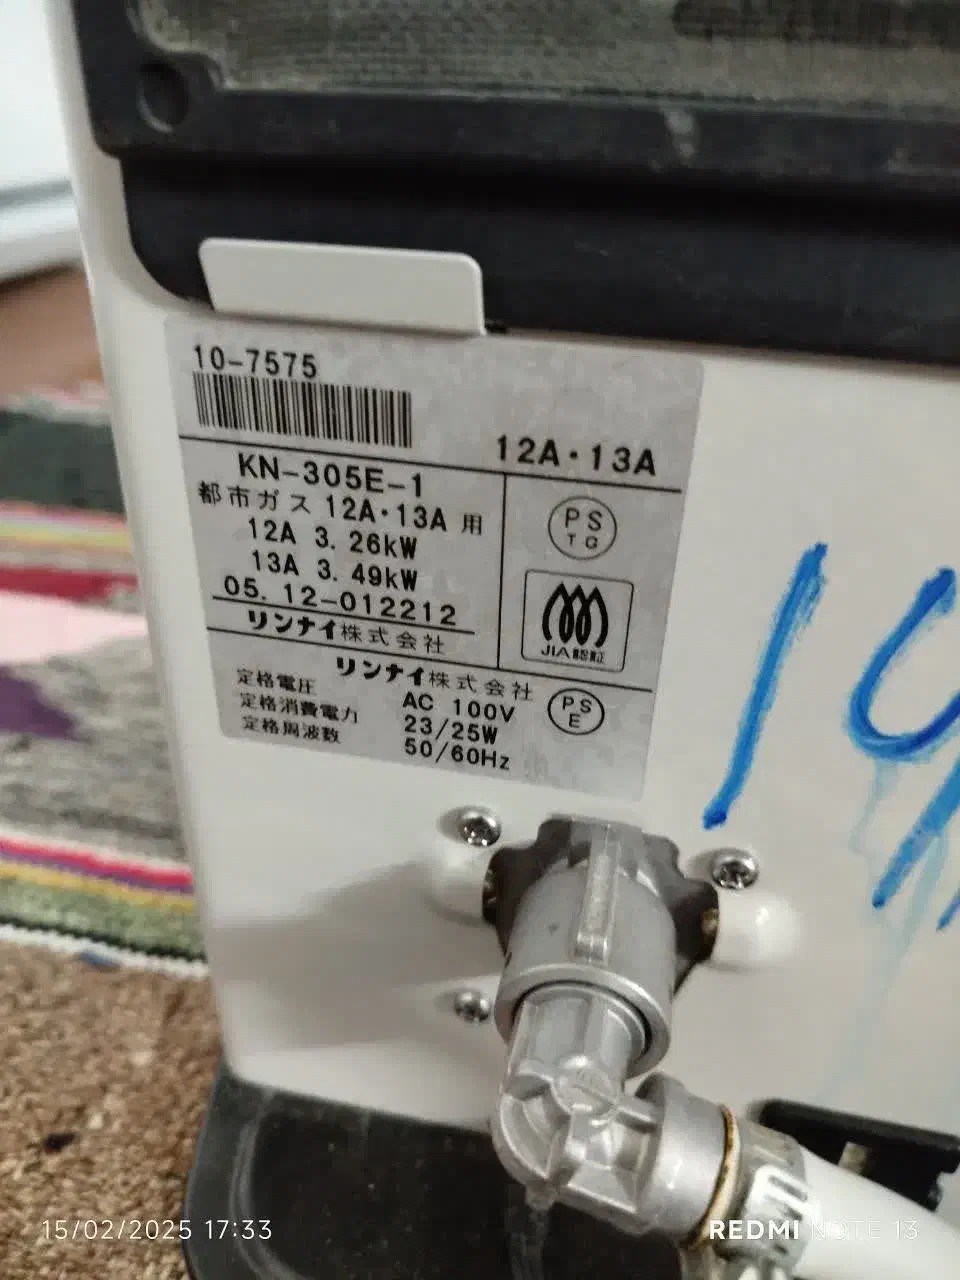 10-7575
12A・13A
KN-305E-1
都市ガス 12A・13A 用
12A 3.26kW
13A 3.49kW
05.12-012212
リンナイ株式会社
PS
TG
JIA認証
リンナイ株式会社
定格電圧 AC 100V
定格消費電力 23/25W
定格周波数 50/60Hz
PS
E
15/02/2025 17:33
REDMI NOTE 13